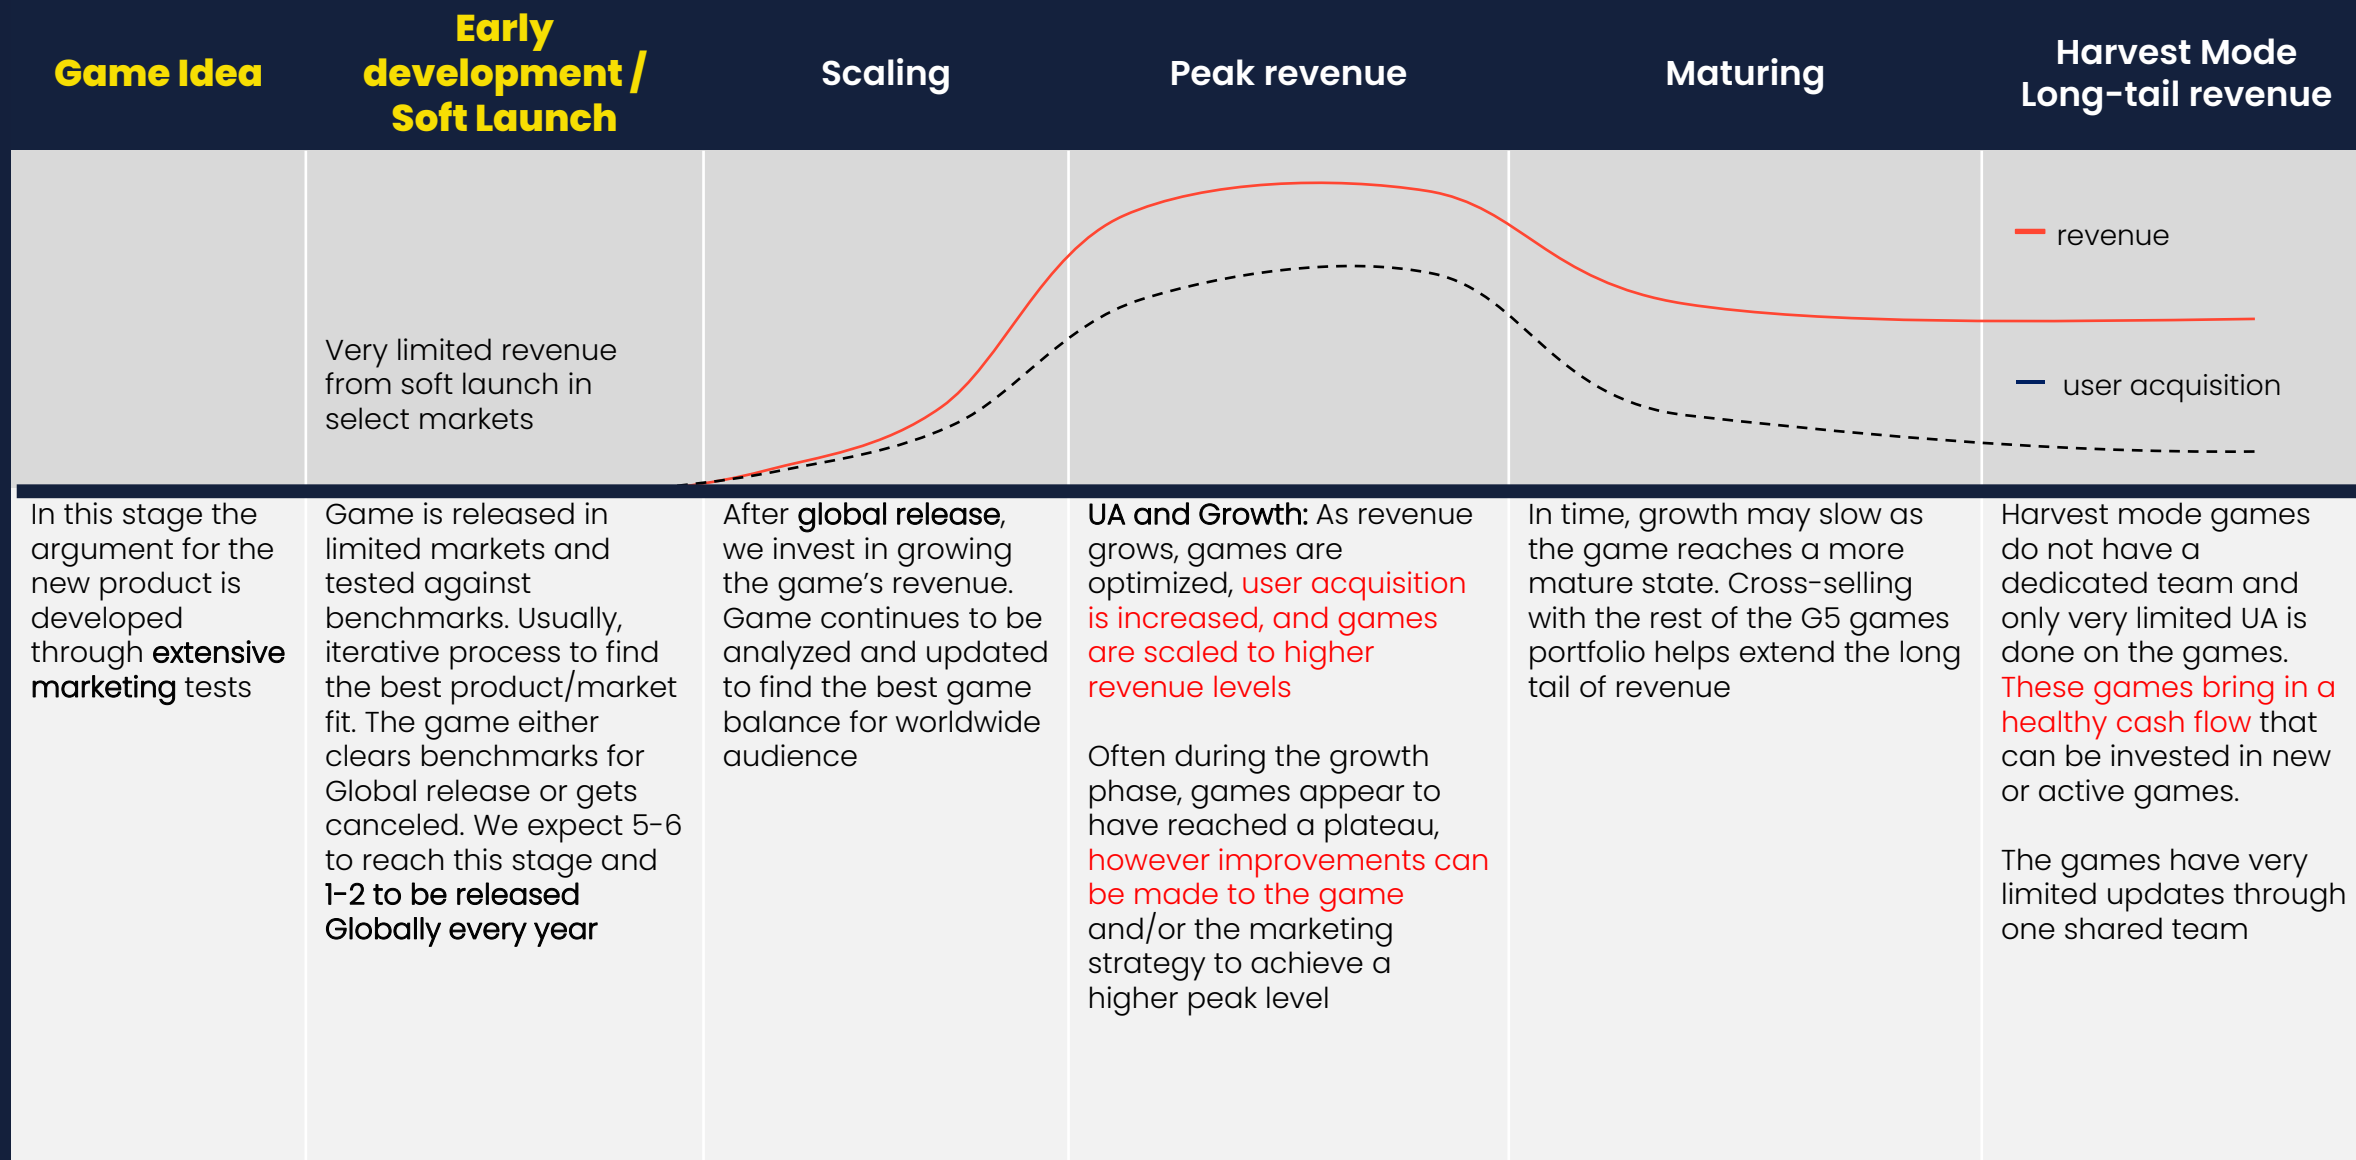 Game Idea
Early
development /
Soft Launch
Scaling
Peak revenue
Maturing
Harvest Mode
Long-tail revenue
Very limited revenue
from soft launch in
select markets
revenue
user acquisition
In this stage the
argument for the
new product is
developed
through extensive
marketing tests
Game is released in
limited markets and
tested against
benchmarks. Usually,
iterative process to find
the best product/market
fit. The game either
clears benchmarks for
Global release or gets
canceled. We expect 5-6
to reach this stage and
1-2 to be released
Globally every year
After global release,
we invest in growing
the game’s revenue.
Game continues to be
analyzed and updated
to find the best game
balance for worldwide
audience
UA and Growth: As revenue
grows, games are
optimized, user acquisition
is increased, and games
are scaled to higher
revenue levels
Often during the growth
phase, games appear to
have reached a plateau,
however improvements can
be made to the game
and/or the marketing
strategy to achieve a
higher peak level
In time, growth may slow as
the game reaches a more
mature state. Cross-selling
with the rest of the G5 games
portfolio helps extend the long
tail of revenue
Harvest mode games
do not have a
dedicated team and
only very limited UA is
done on the games.
These games bring in a
healthy cash flow that
can be invested in new
or active games.
The games have very
limited updates through
one shared team